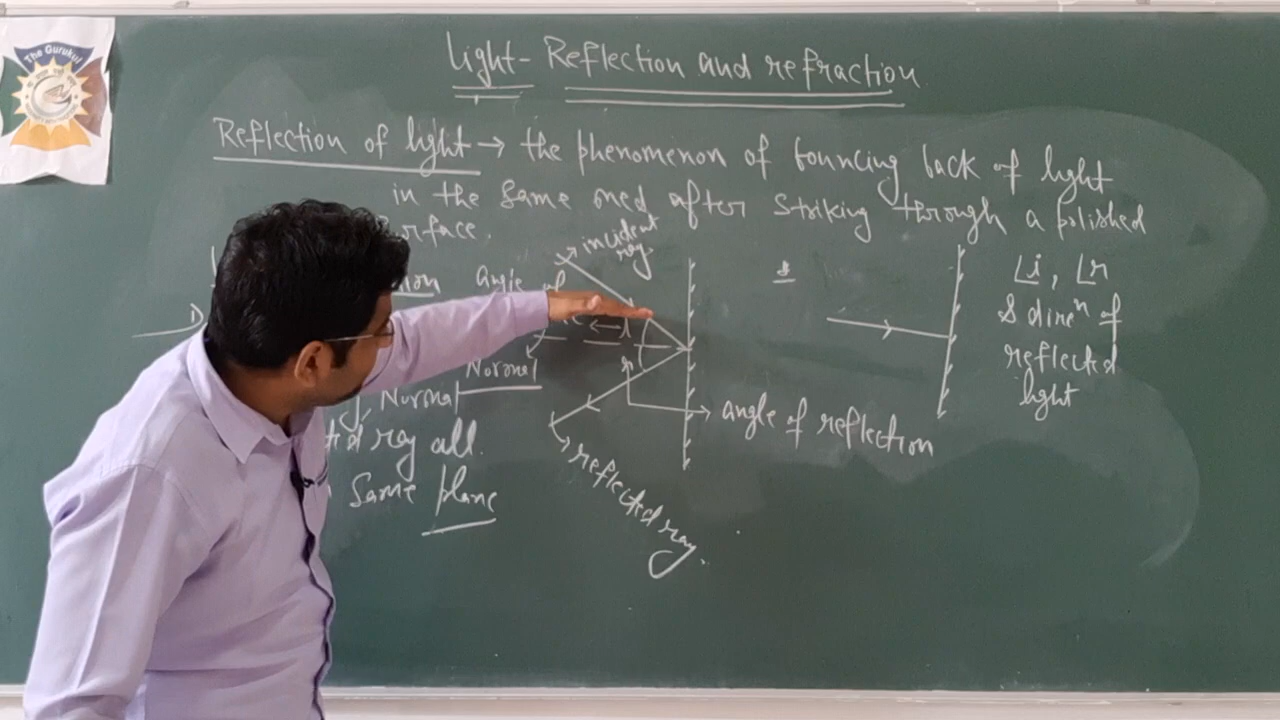 The Gurukul
Light - Reflection and refraction
Reflection of light → the phenomenon of bouncing back of light
in the same med after striking through a polished
rface.
incident
ray
angle of
Normal
Normal
ray all
Same plane
angle of reflection
reflected ray.
∠i, ∠r
& diren of
reflected
light